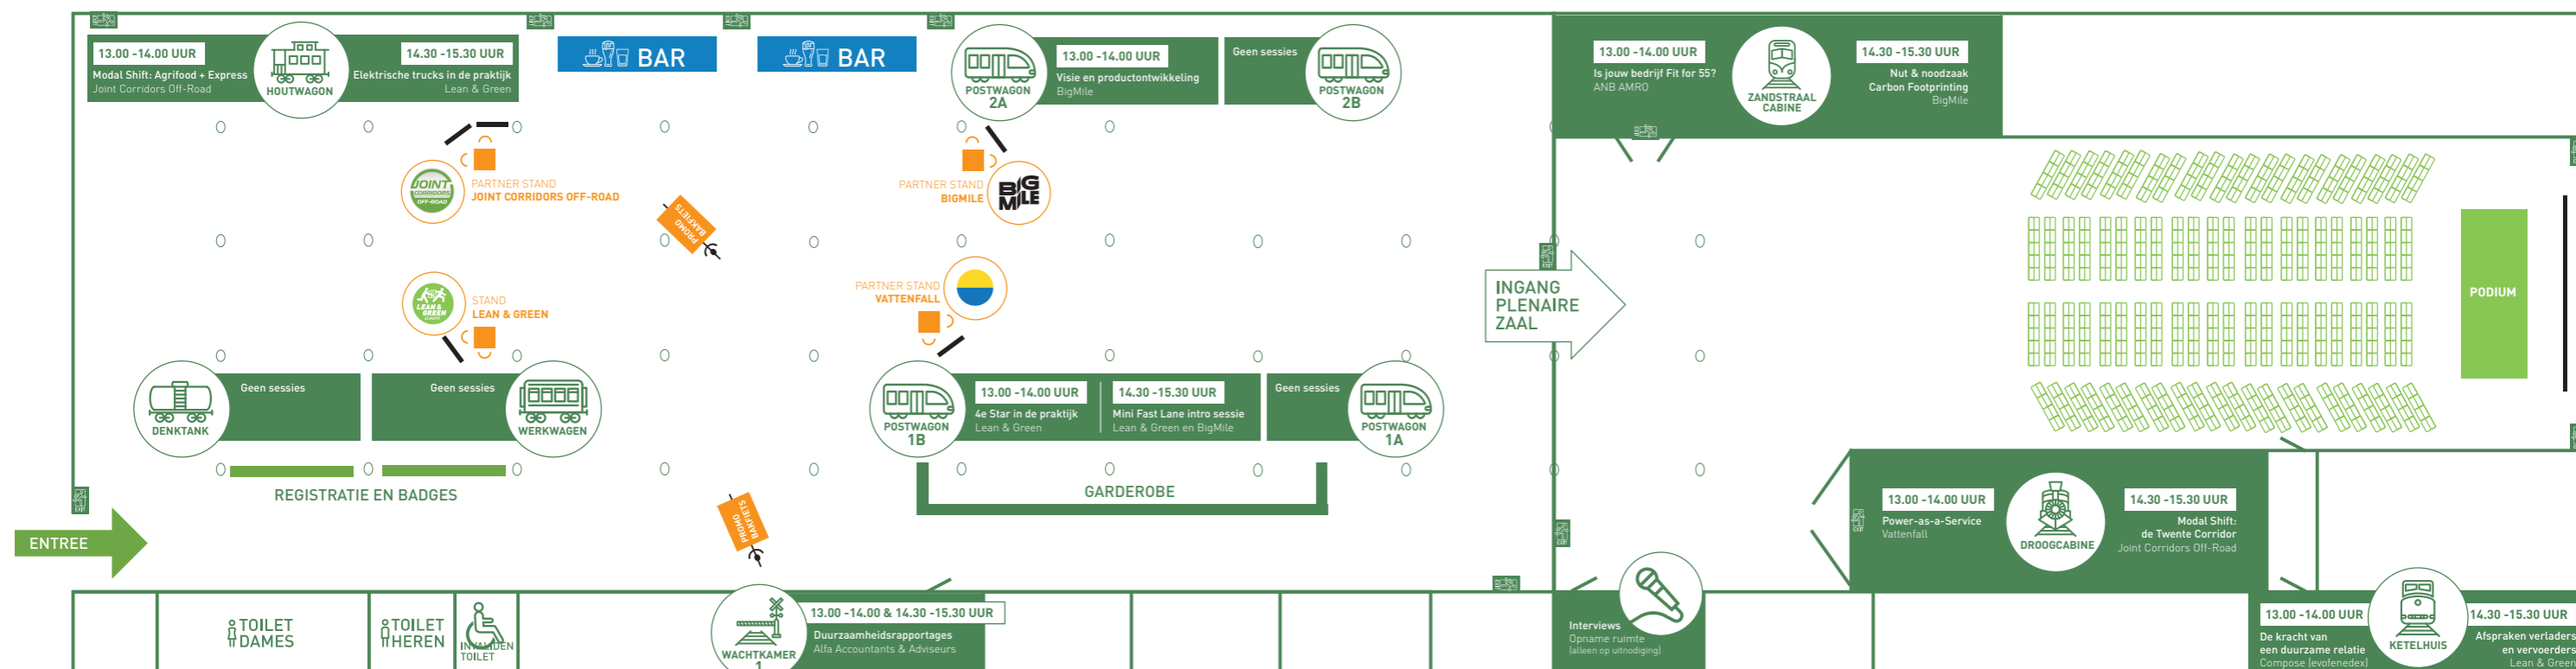 13.00 -14.00 UUR
Modal Shift: Agrifood + Express
Joint Corridors Off-Road
HOUTWAGON
14.30 -15.30 UUR
Elektrische trucks in de praktijk
Lean & Green
BAR
BAR
POSTWAGON
2A
13.00 -14.00 UUR
Visie en productontwikkeling
BigMile
Geen sessies
POSTWAGON
2B
13.00 -14.00 UUR
Is jouw bedrijf Fit for 55?
ANB AMRO
ZANDSTRAAL
CABINE
14.30 -15.30 UUR
Nut & noodzaak
Carbon Footprinting
BigMile
JOINT
CORRIDORS
OFF-ROAD
PARTNER STAND
JOINT CORRIDORS OFF-ROAD
PROMO
BAKFIETS
PARTNER STAND
BIGMILE
BIG
MILE
LEAN &
GREEN
EUROPE
STAND
LEAN & GREEN
PARTNER STAND
VATTENFALL
INGANG
PLENAIRE
ZAAL
PODIUM
DENKTANK
Geen sessies
Geen sessies
WERKWAGEN
POSTWAGON
1B
13.00 -14.00 UUR
4e Star in de praktijk
Lean & Green
14.30 -15.30 UUR
Mini Fast Lane intro sessie
Lean & Green en BigMile
Geen sessies
POSTWAGON
1A
REGISTRATIE EN BADGES
GARDEROBE
PROMO
BAKFIETS
ENTREE
13.00 -14.00 UUR
Power-as-a-Service
Vattenfall
DROOGCABINE
14.30 -15.30 UUR
Modal Shift:
de Twente Corridor
Joint Corridors Off-Road
TOILET
DAMES
TOILET
HEREN
INVALIDEN
TOILET
WACHTKAMER
1
13.00 -14.00 & 14.30 -15.30 UUR
Duurzaamheidsrapportages
Alfa Accountants & Adviseurs
Interviews
Opname ruimte
(alleen op uitnodiging)
13.00 -14.00 UUR
De kracht van
een duurzame relatie
Compose (evofenedex)
KETELHUIS
14.30 -15.30 UUR
Afspraken verladers
en vervoerders
Lean & Green